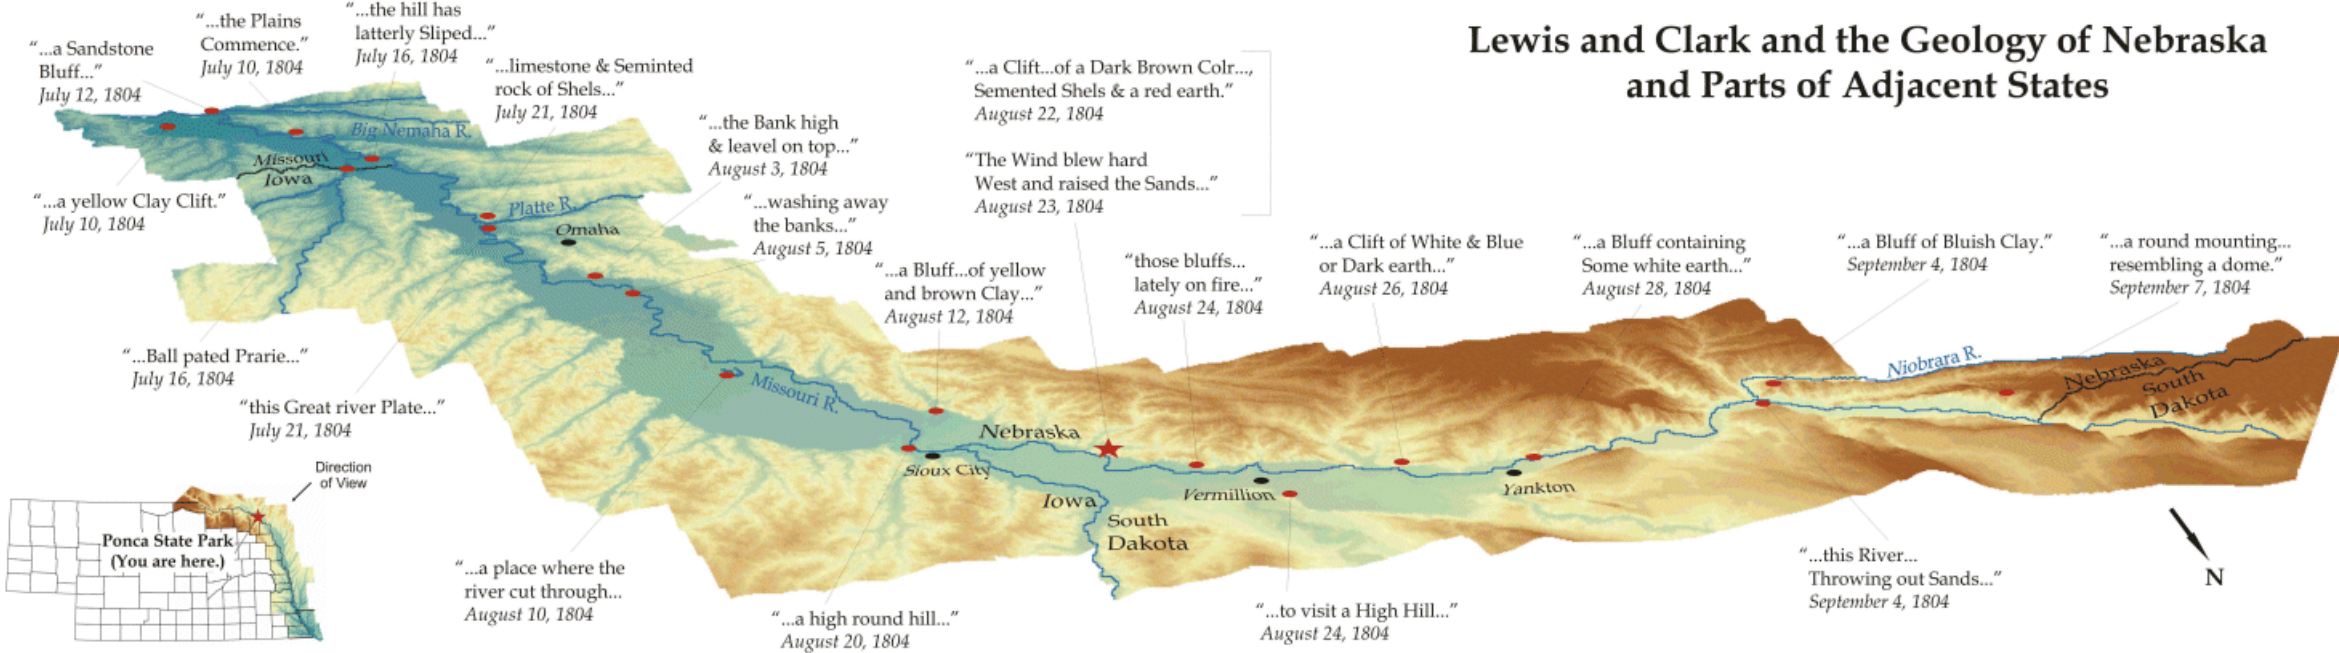 Lewis and Clark and the Geology of Nebraska
and Parts of Adjacent States
“...a Sandstone
Bluff...”
July 12, 1804
“...the Plains
Commence.”
July 10, 1804
“...the hill has
latterly Sliped...”
July 16, 1804
“...limestone & Seminted
rock of Shels...”
July 21, 1804
“...the Bank high
& leavel on top...”
August 3, 1804
“...washing away
the banks...”
August 5, 1804
“...a Clift...of a Dark Brown Colr...,
Semented Shels & a red earth.”
August 22, 1804
“The Wind blew hard
West and raised the Sands...”
August 23, 1804
“...a Bluff...of yellow
and brown Clay...”
August 12, 1804
“those bluffs...
lately on fire...”
August 24, 1804
“...a Clift of White & Blue
or Dark earth...”
August 26, 1804
“...a Bluff containing
Some white earth...”
August 28, 1804
“...a Bluff of Bluish Clay.”
September 4, 1804
“...a round mounting...
resembling a dome.”
September 7, 1804
Big Nemaha R.
Missouri
Iowa
Platte R.
Omaha
“...a yellow Clay Clift.”
July 10, 1804
“...Ball pated Prarie...”
July 16, 1804
“this Great river Plate...”
July 21, 1804
Missouri R.
Niobrara R.
Nebraska
South
Dakota
Nebraska
Sioux City
Iowa
South
Dakota
Vermillion
Yankton
Direction
of View
Ponca State Park
(You are here.)
“...a place where the
river cut through...
August 10, 1804
“...a high round hill...”
August 20, 1804
“...to visit a High Hill...”
August 24, 1804
“...this River...
Throwing out Sands...”
September 4, 1804
N